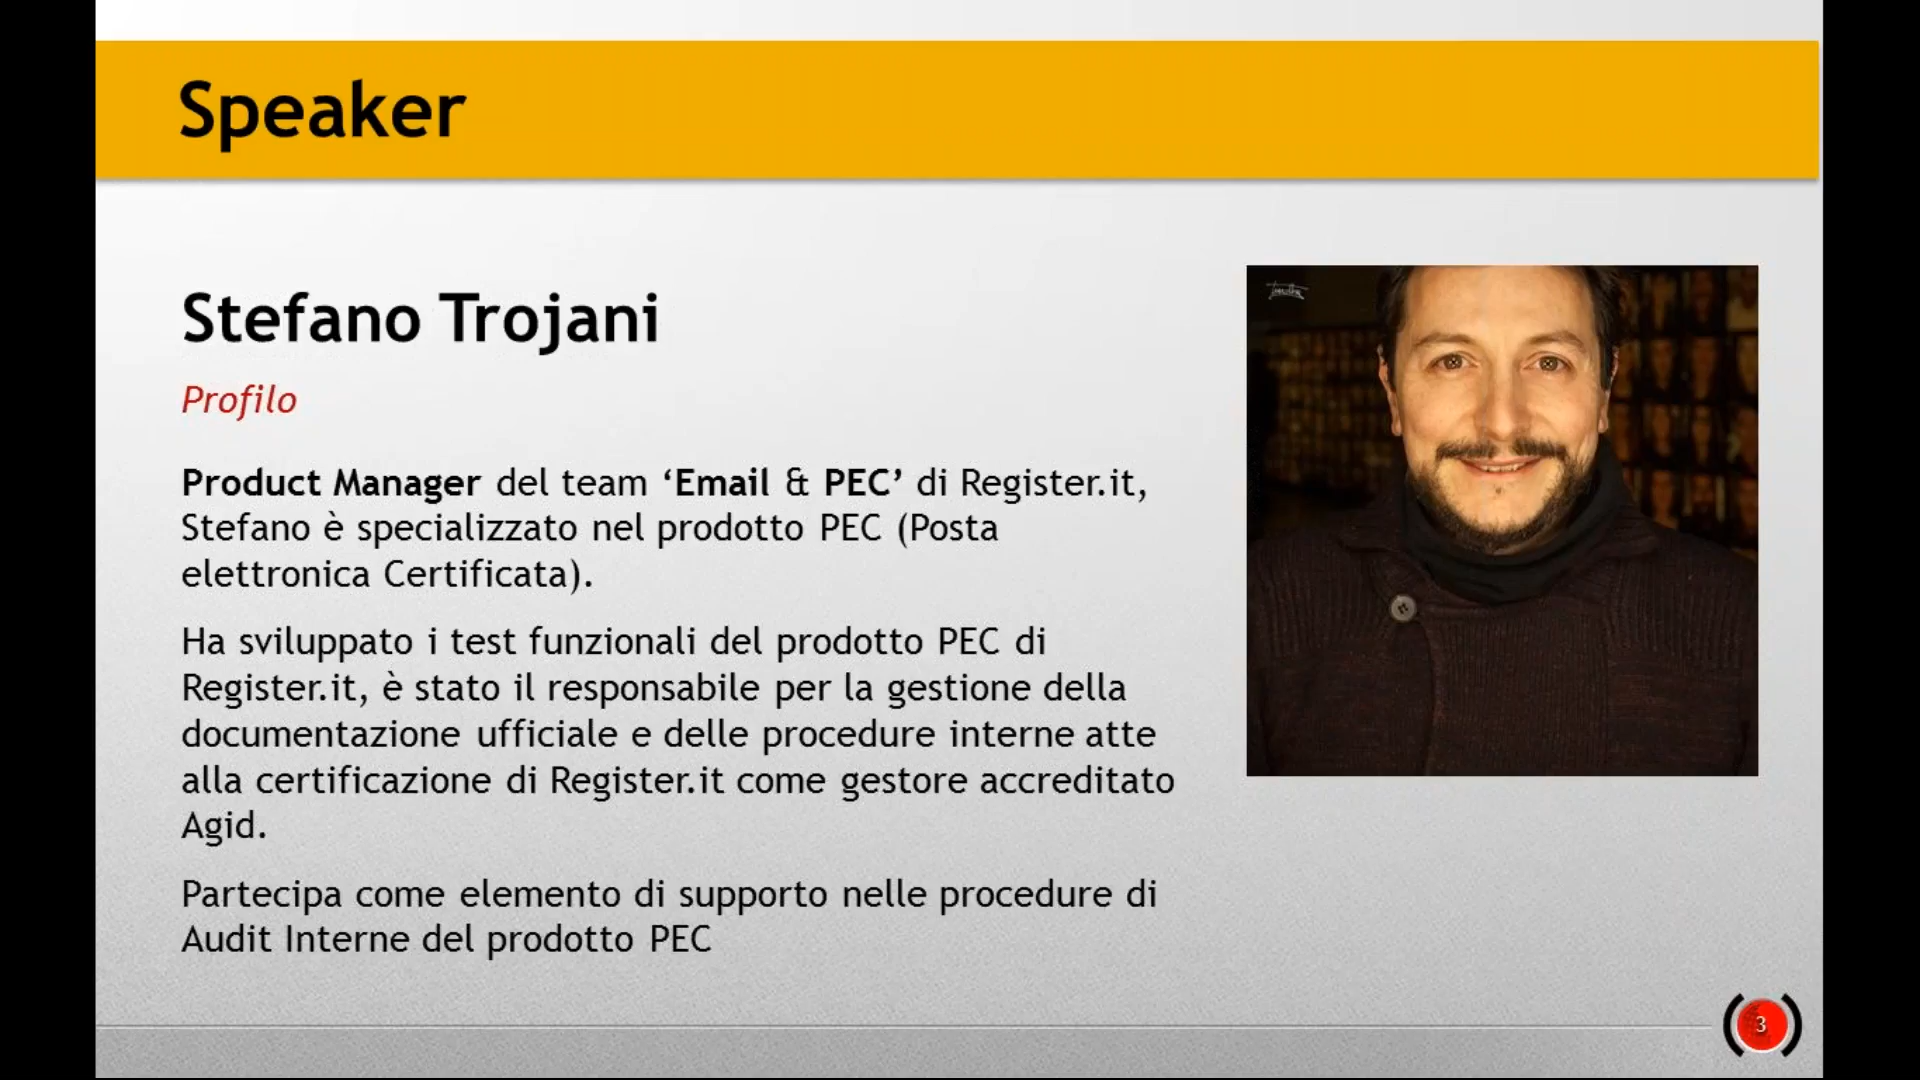 Speaker
Stefano Trojani
Profilo
Product Manager del team ‘Email & PEC’ di Register.it,
Stefano è specializzato nel prodotto PEC (Posta
elettronica Certificata).
Ha sviluppato i test funzionali del prodotto PEC di
Register.it, è stato il responsabile per la gestione della
documentazione ufficiale e delle procedure interne atte
alla certificazione di Register.it come gestore accreditato
Agid.
Partecipa come elemento di supporto nelle procedure di
Audit Interne del prodotto PEC
3